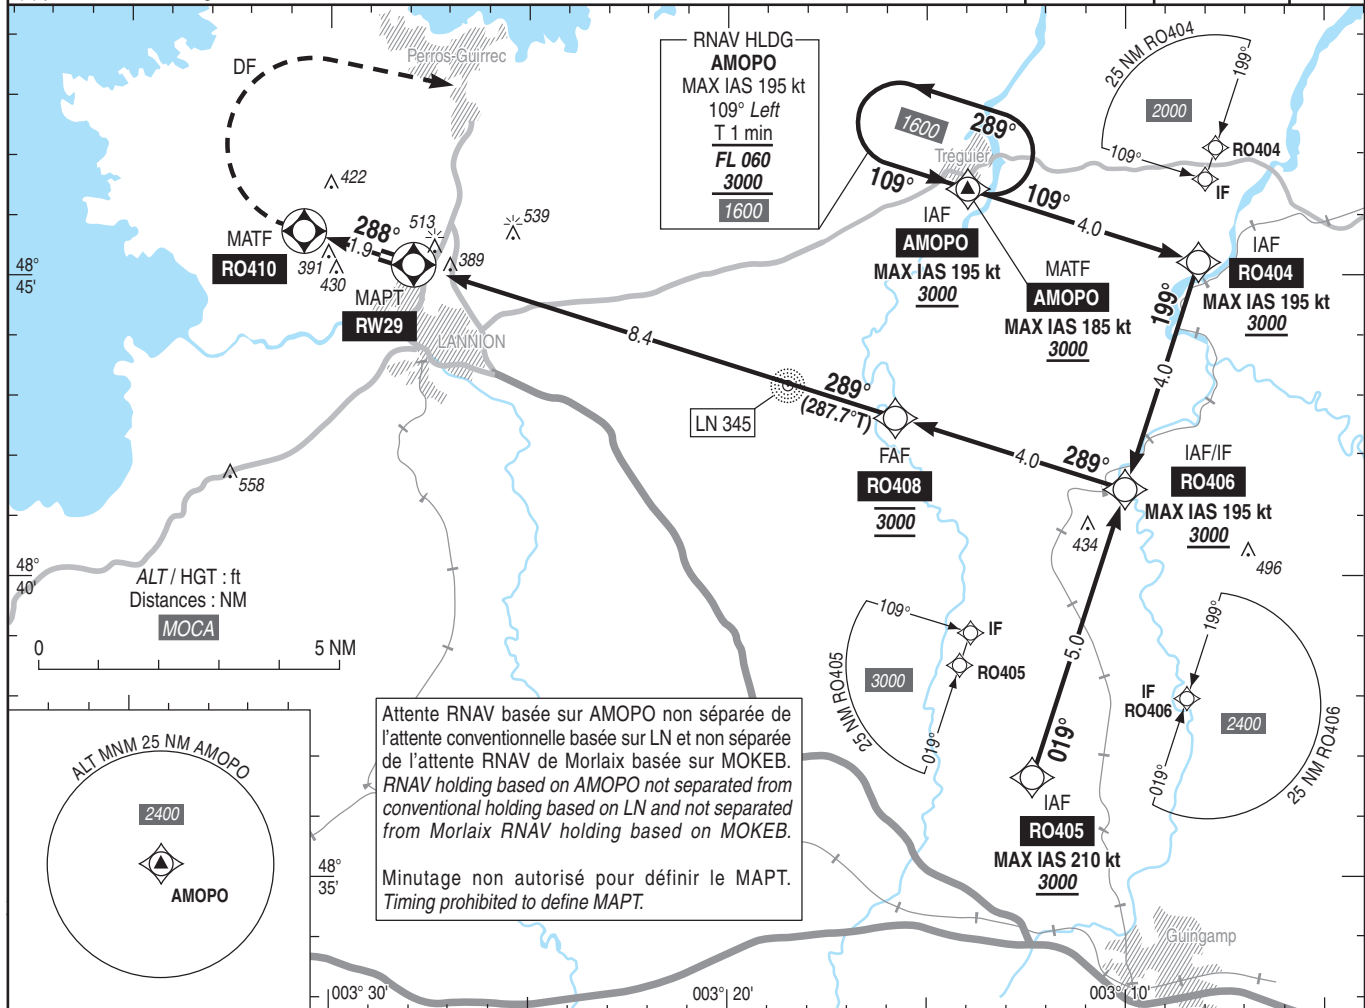 DF
Perros-Guirrec
RNAV HLDG
AMOPO
MAX IAS 195 kt
109° Left
T 1 min
FL 060
3000
1600
1600
289°
Tréguier
109°
109°
4.0
IAF
AMOPO
MAX IAS 195 kt
3000
MATF
AMOPO
MAX IAS 185 kt
3000
25 NM RO404
199°
2000
109°
RO404
IF
IAF
RO404
MAX IAS 195 kt
3000
199°
4.0
422
513
539
288°
1.9
389
391
430
MATF
RO410
MAPT
RW29
LANNION
48°
45'
8.4
289°
(287.7°T)
LN 345
FAF
RO408
3000
4.0
289°
IAF/IF
RO406
MAX IAS 195 kt
3000
434
496
558
48°
40'
ALT / HGT : ft
Distances : NM
MOCA
0
5 NM
109°
IF
3000
RO405
25 NM RO405
019°
5.0
019°
IAF
RO405
MAX IAS 210 kt
3000
199°
IF
RO406
2400
019°
25 NM RO406
ALT MNM 25 NM AMOPO
2400
AMOPO
Attente RNAV basée sur AMOPO non séparée de
l'attente conventionnelle basée sur LN et non séparée
de l'attente RNAV de Morlaix basée sur MOKEB.
RNAV holding based on AMOPO not separated from
conventional holding based on LN and not separated
from Morlaix RNAV holding based on MOKEB.
Minutage non autorisé pour définir le MAPT.
Timing prohibited to define MAPT.
48°
35'
Guingamp
003° 30'
003° 20'
003° 10'